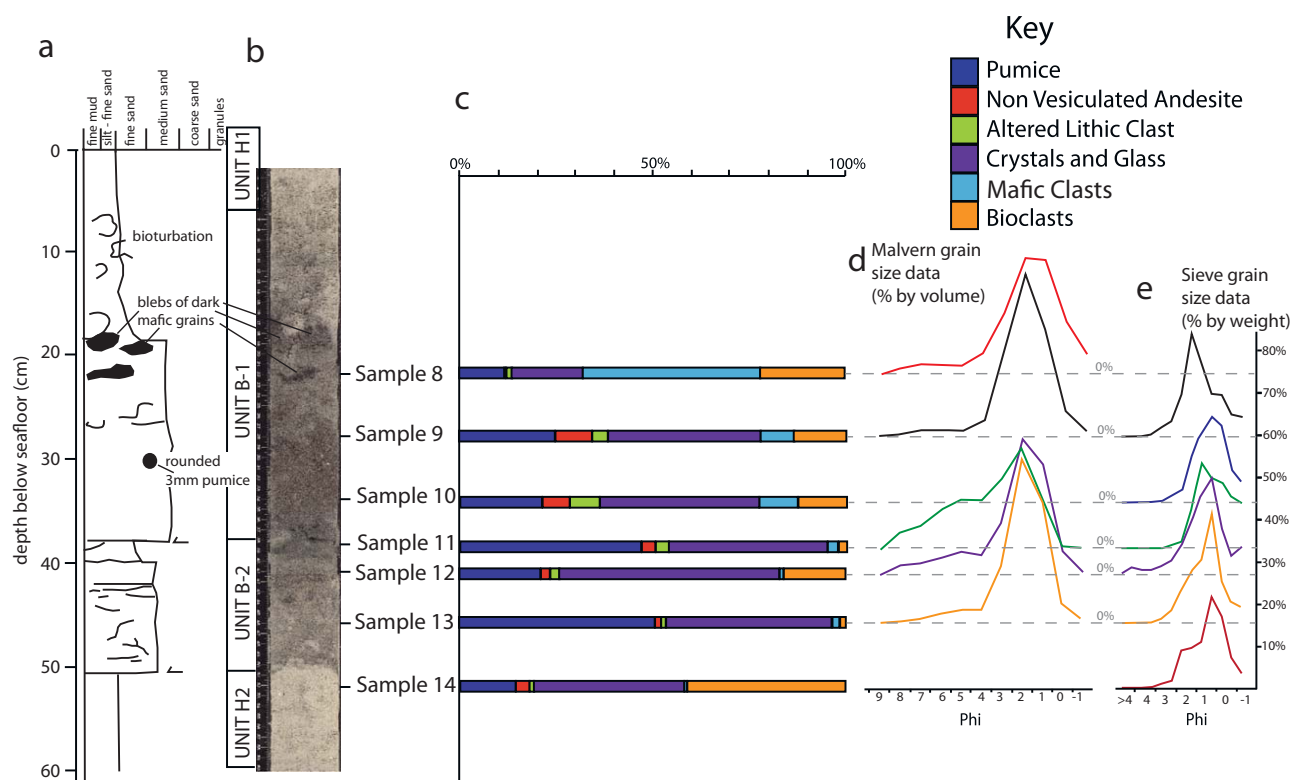 Key
Pumice
Non Vesiculated Andesite
Altered Lithic Clast
Crystals and Glass
Mafic Clasts
Bioclasts
a
b
c
d
e
fine mud
silt - fine sand
fine sand
medium sand
coarse sand
granules
depth below seafloor (cm)
0
10
20
30
40
50
60
bioturbation
blebs of dark
mafic grains
rounded
3mm pumice
UNIT H1
UNIT B-1
UNIT B-2
UNIT H2
0%
50%
100%
Sample 8
Sample 9
Sample 10
Sample 11
Sample 12
Sample 13
Sample 14
Malvern grain
size data
(% by volume)
0%
0%
0%
0%
0%
0%
9 8 7 6 5 4 3 2 1 0 -1
Phi
Sieve grain
size data
(% by weight)
80%
70%
60%
50%
40%
30%
20%
10%
>4 4 3 2 1 0 -1
Phi